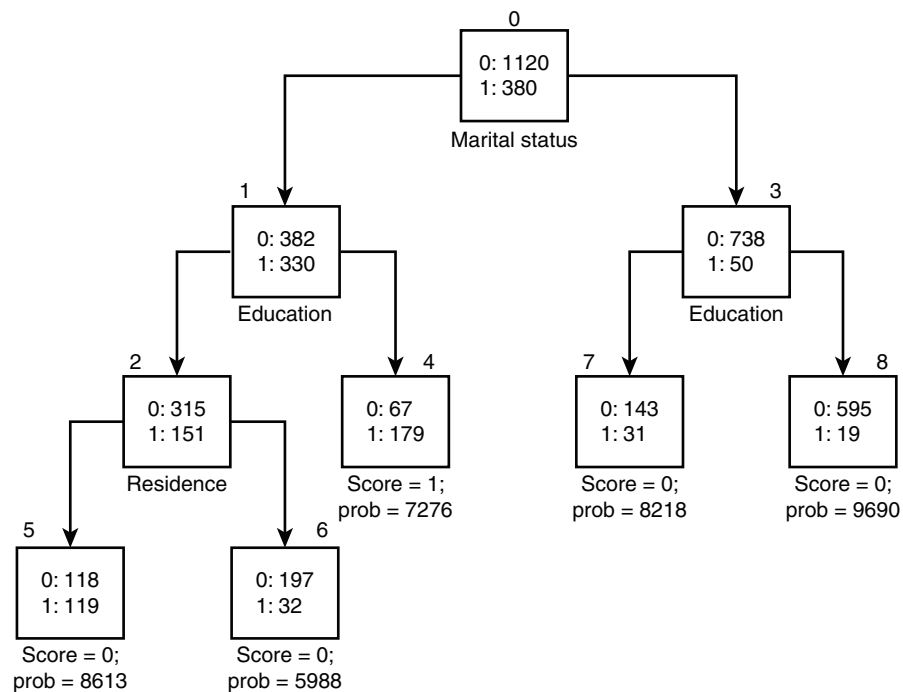 0
0: 1120
1: 380
Marital status
1
0: 382
1: 330
Education
3
0: 738
1: 50
Education
2
0: 315
1: 151
Residence
4
0: 67
1: 179
Score = 1;
prob = 7276
7
0: 143
1: 31
Score = 0;
prob = 8218
8
0: 595
1: 19
Score = 0;
prob = 9690
5
0: 118
1: 119
Score = 0;
prob = 8613
6
0: 197
1: 32
Score = 0;
prob = 5988